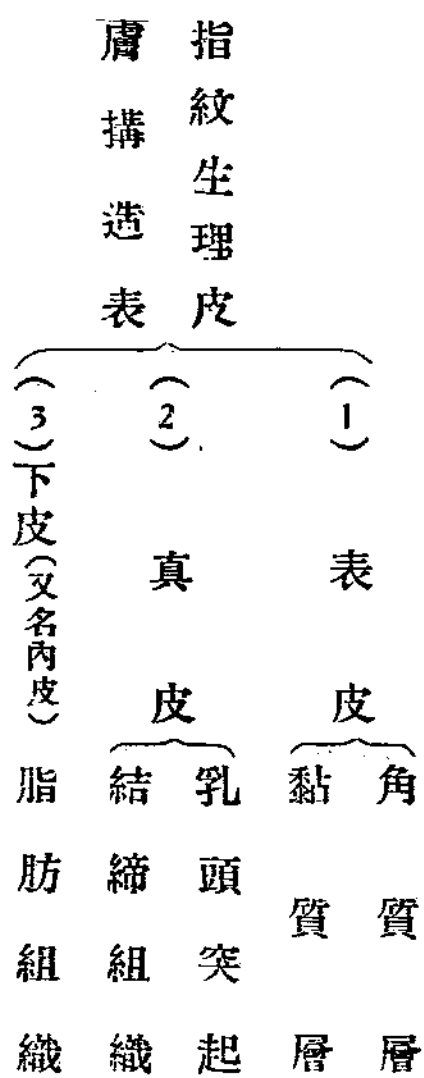 指紋生理皮
膚搆造表
(1)表皮
角質層
黏質層
(2)真皮
乳頭突起
結締組織
(3)下皮(又名內皮)
脂肪組織